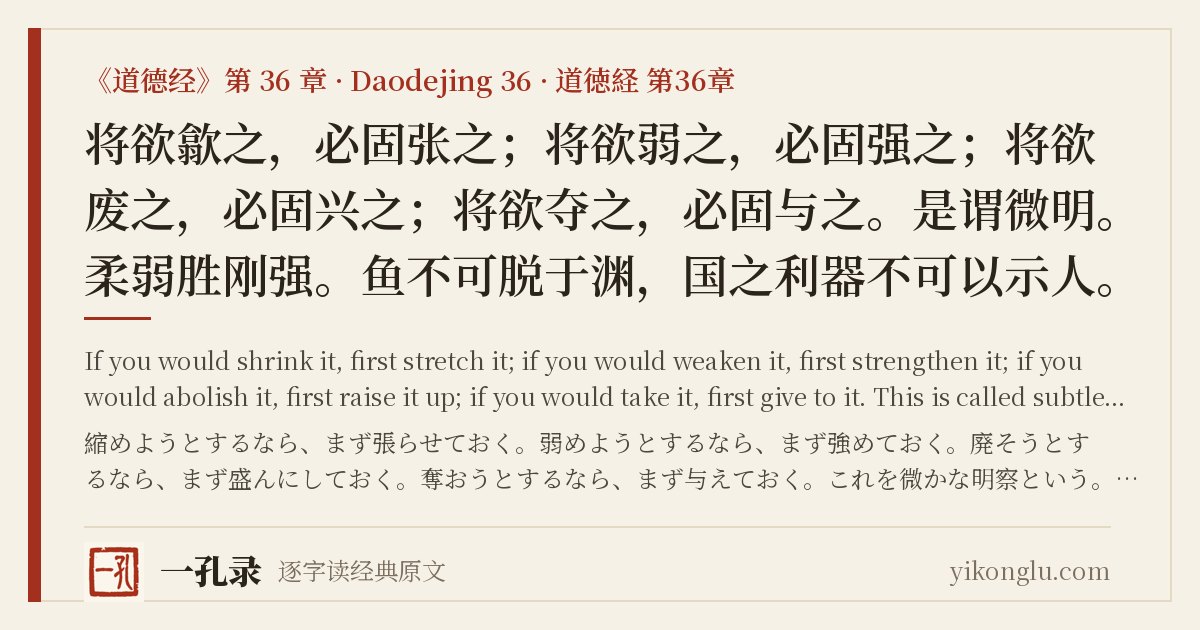 《道德经》第 36 章 · Daodejing 36 · 道徳経 第36章
将欲歙之，必固张之；将欲弱之，必固强之；将欲
废之，必固兴之；将欲夺之，必固与之。是谓微明。
柔弱胜刚强。鱼不可脱于渊，国之利器不可以示人。
If you would shrink it, first stretch it; if you would weaken it, first strengthen it; if you
would abolish it, first raise it up; if you would take it, first give to it. This is called subtle…
縮めようとするなら、まず張らせておく。弱めようとするなら、まず強めておく。廃そうとす
るなら、まず盛んにしておく。奪おうとするなら、まず与えておく。これを微かな明察という。…
一孔
一孔录 逐字读经典原文
yikonglu.com